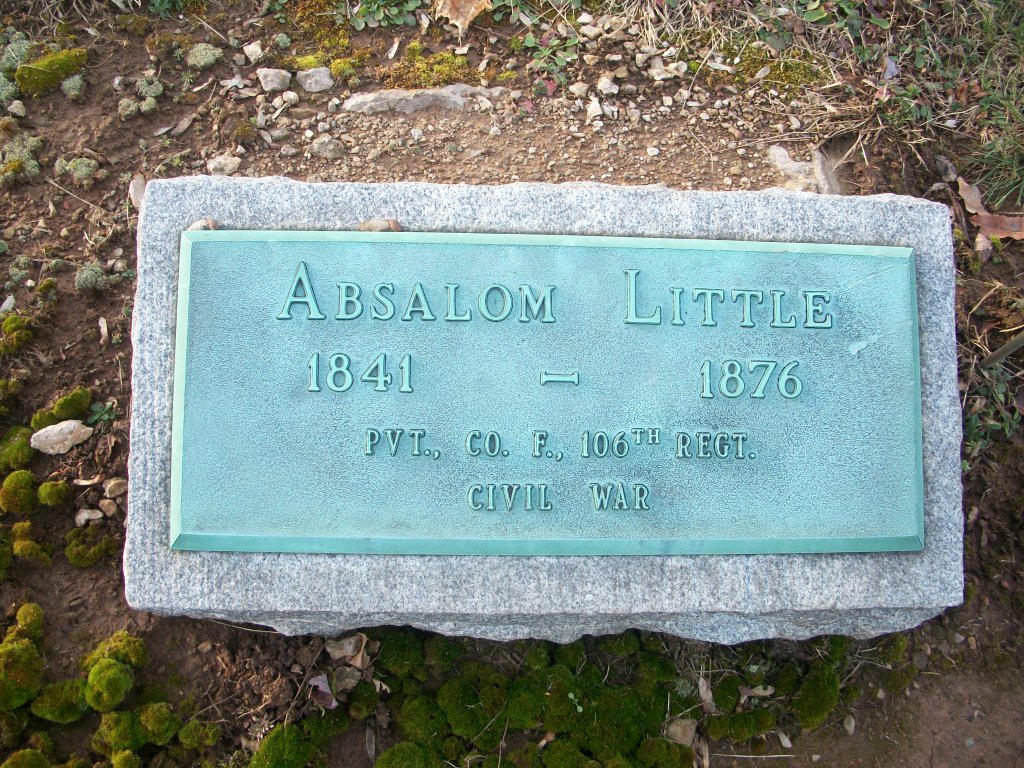 Absalom Little
1841 – 1876
PVT., CO. F., 106TH REGT.
CIVIL WAR